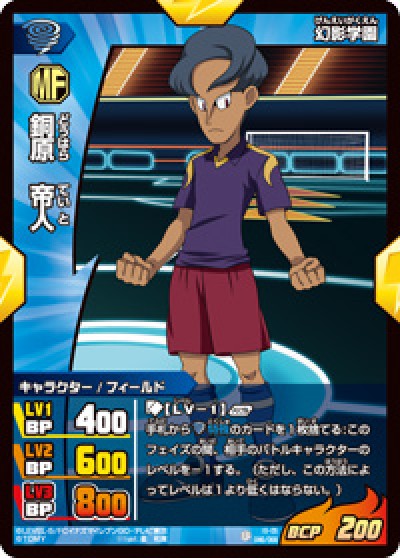 げんえいがくえん
幻影学園
MF
どうばら
銅原
ていと
帝人
キャラクター / フィールド
LV1
BP 400
LV2
BP 600
LV3
BP 800
[LV-1]
手札から のカードを1枚捨てる:この
フェイズの間、相手のバトルキャラクターの
レベルを-1する。(ただし、この方法によ
ってレベルは1より低くはならない。)
©TOMY
BCP 200